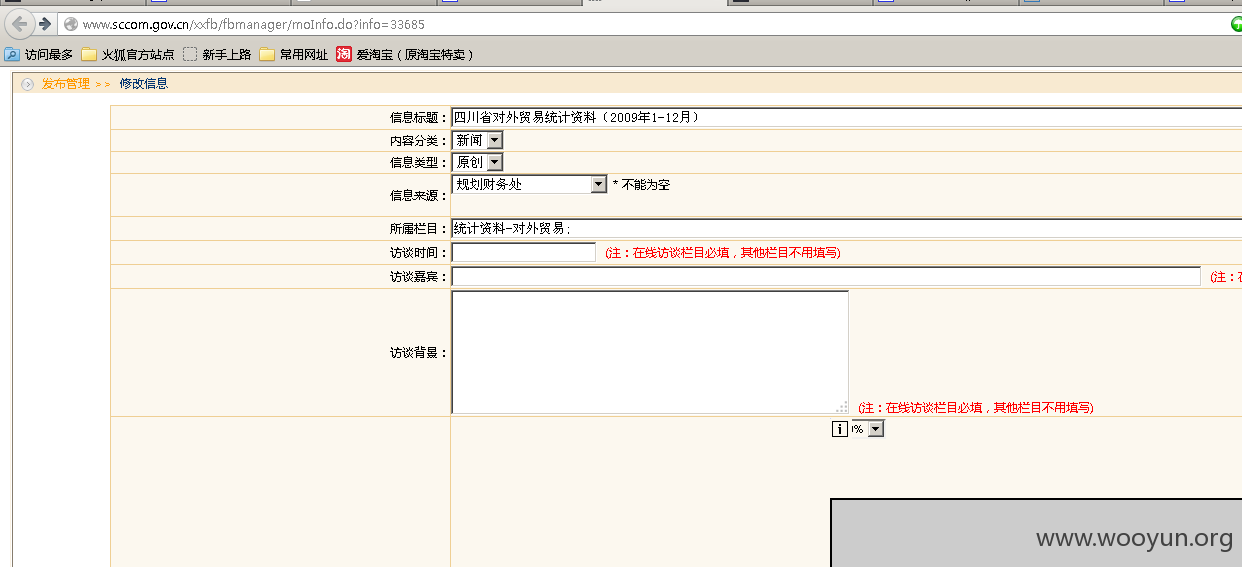 www.sccom.gov.cn/xxfb/fbmanager/moInfo.do?info=33685
访问最多 火狐官方站点 新手上路 常用网址 淘 爱淘宝（原淘宝特卖）
发布管理 >> 修改信息
信息标题： 四川省对外贸易统计资料（2009年1-12月）
内容分类： 新闻
信息类型： 原创
信息来源： 规划财务处 * 不能为空
所属栏目： 统计资料-对外贸易;
访谈时间： (注：在线访谈栏目必填，其他栏目不用填写)
访谈嘉宾： (注：
访谈背景： (注：在线访谈栏目必填，其他栏目不用填写)
i %
www.wooyun.org